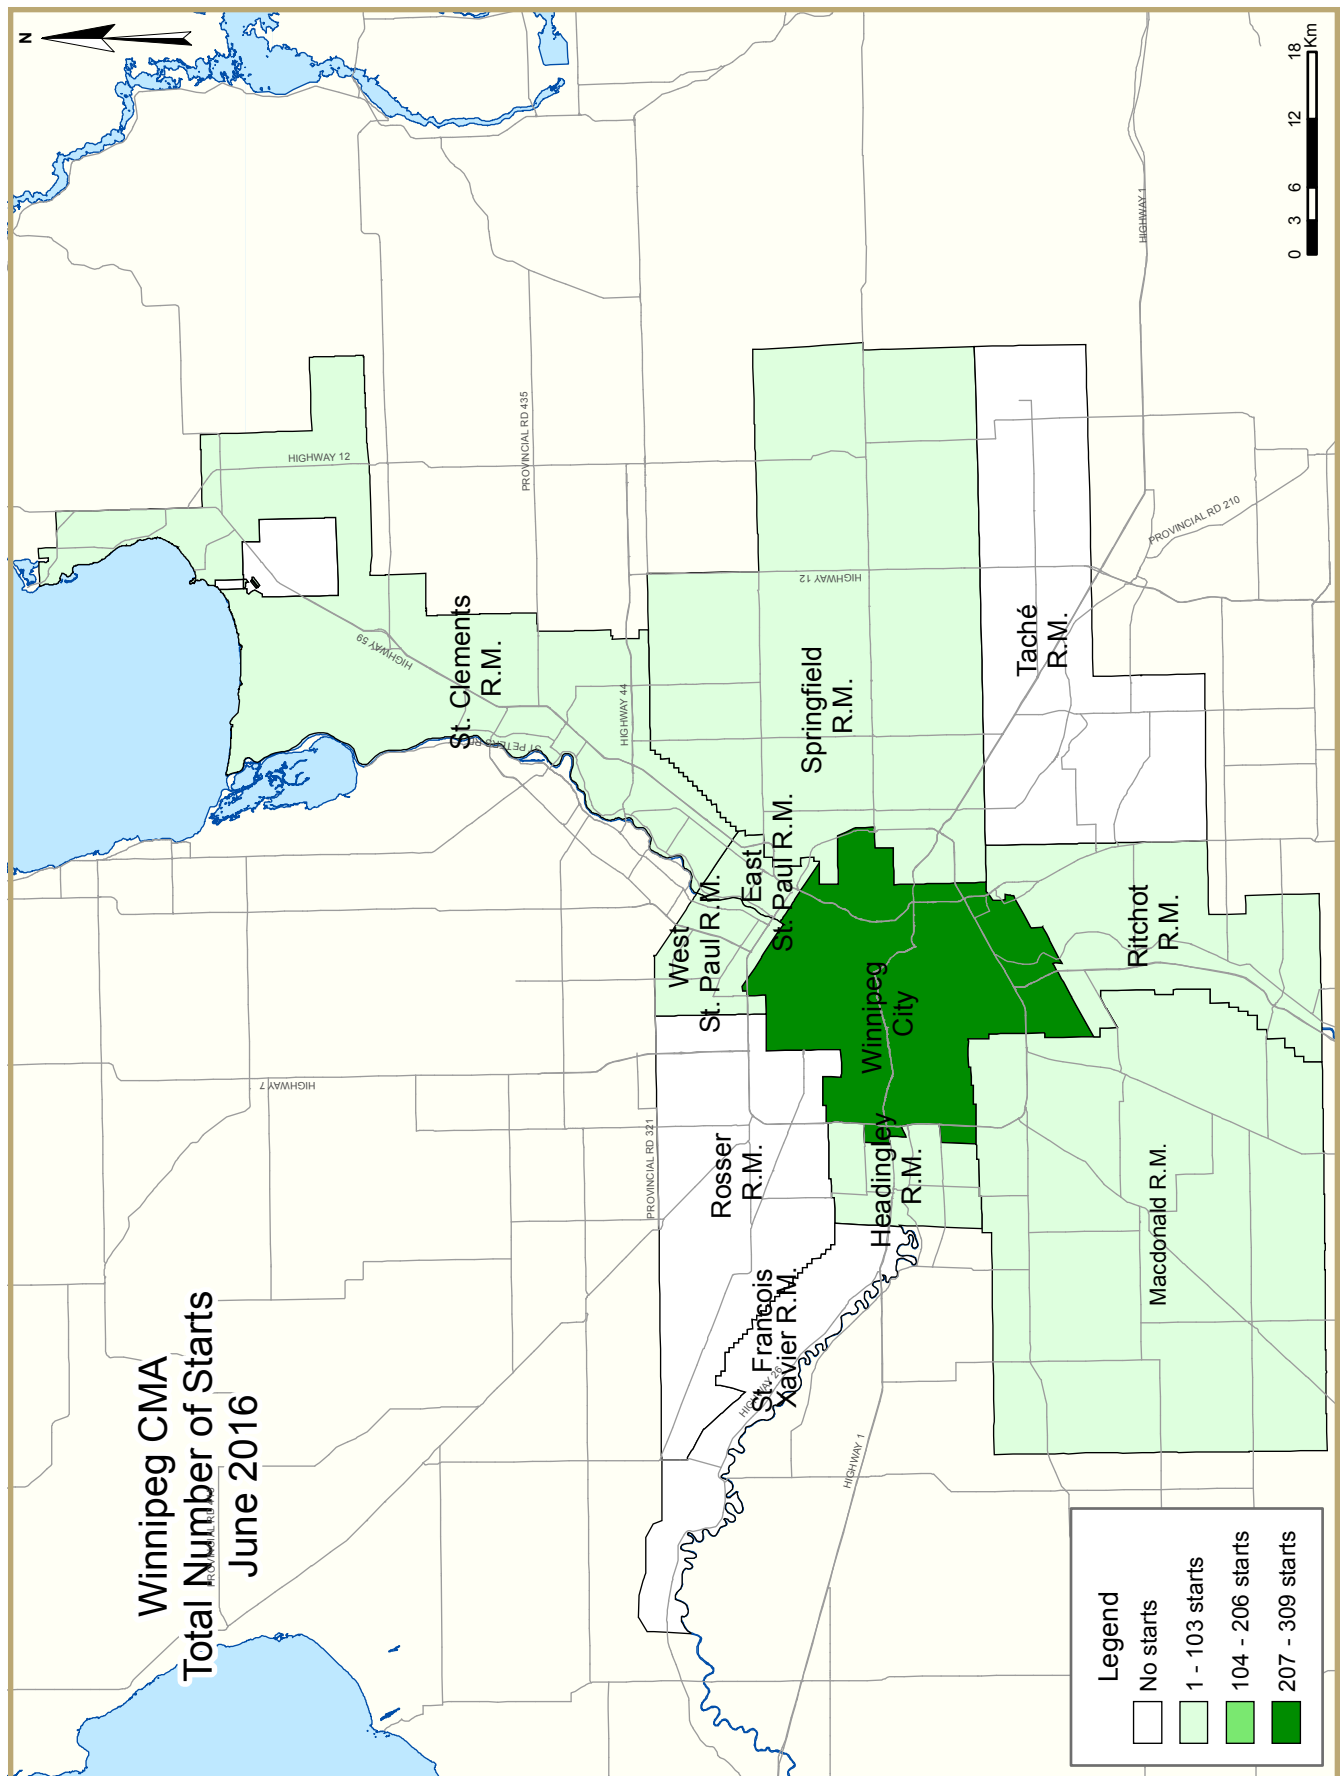 Winnipeg CMA
Total Number of Starts
June 2016
N
PROVINCIAL RD 321
HIGHWAY 7
HIGHWAY 12
HIGHWAY 59
PROVINCIAL RD 435
HIGHWAY 44
ST PETERS RD
St. Clements
R.M.
West
St. Paul R.M.
East
St. Paul R.M.
Rosser
R.M.
St. Francois
Xavier R.M.
HIGHWAY 26
Springfield
R.M.
HIGHWAY 12
Winnipeg
City
Headingley
R.M.
HIGHWAY 1
Taché
R.M.
HIGHWAY 1
PROVINCIAL RD 210
Ritchot
R.M.
Macdonald R.M.
Legend
No starts
1 - 103 starts
104 - 206 starts
207 - 309 starts
0 3 6 12 18
Km